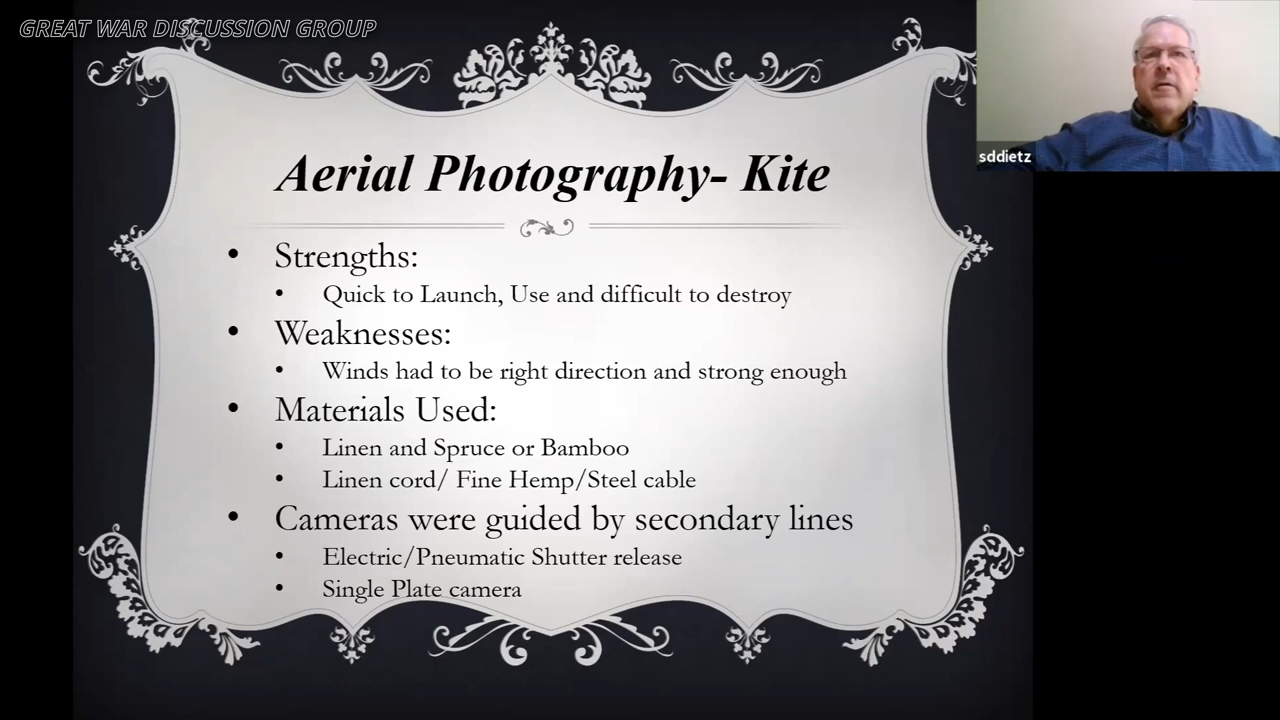 GREAT WAR DISCUSSION GROUP
sddietz
Aerial Photography- Kite
• Strengths:
• Quick to Launch, Use and difficult to destroy
• Weaknesses:
• Winds had to be right direction and strong enough
• Materials Used:
• Linen and Spruce or Bamboo
• Linen cord/ Fine Hemp/Steel cable
• Cameras were guided by secondary lines
• Electric/Pneumatic Shutter release
• Single Plate camera